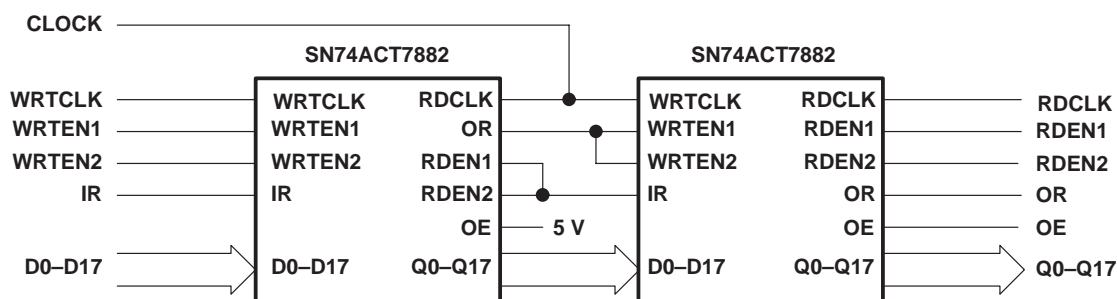 CLOCK
SN74ACT7882 SN74ACT7882
WRTCLK WRTCLK RDCLK WRTCLK RDCLK RDCLK
WRTEN1 WRTEN1 OR WRTEN1 RDEN1 RDEN1
WRTEN2 WRTEN2 RDEN1 WRTEN2 RDEN2 RDEN2
IR IR RDEN2 IR OR OR
OE 5 V OE OE
D0–D17 D0–D17 Q0–Q17 D0–D17 Q0–Q17 Q0–Q17